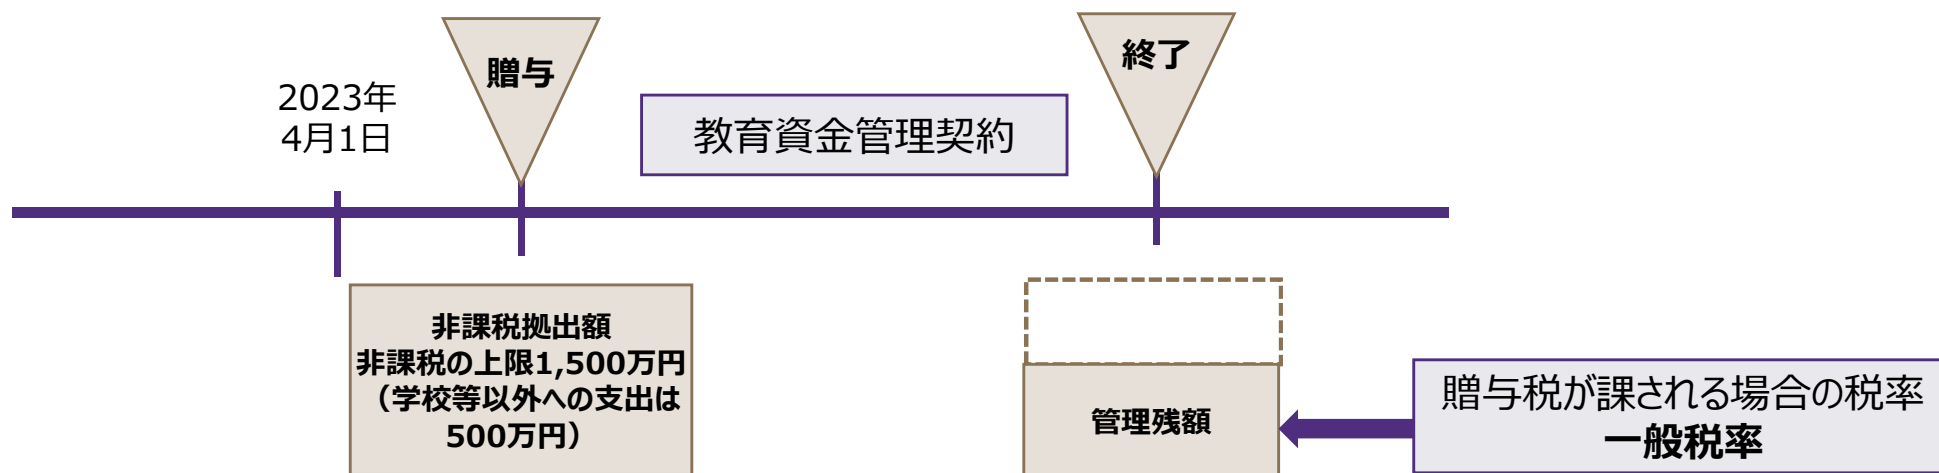 2023年
4月1日
贈与
教育資金管理契約
終了
非課税拠出額
非課税の上限1,500万円
（学校等以外への支出は
500万円）
管理残額
贈与税が課される場合の税率
一般税率